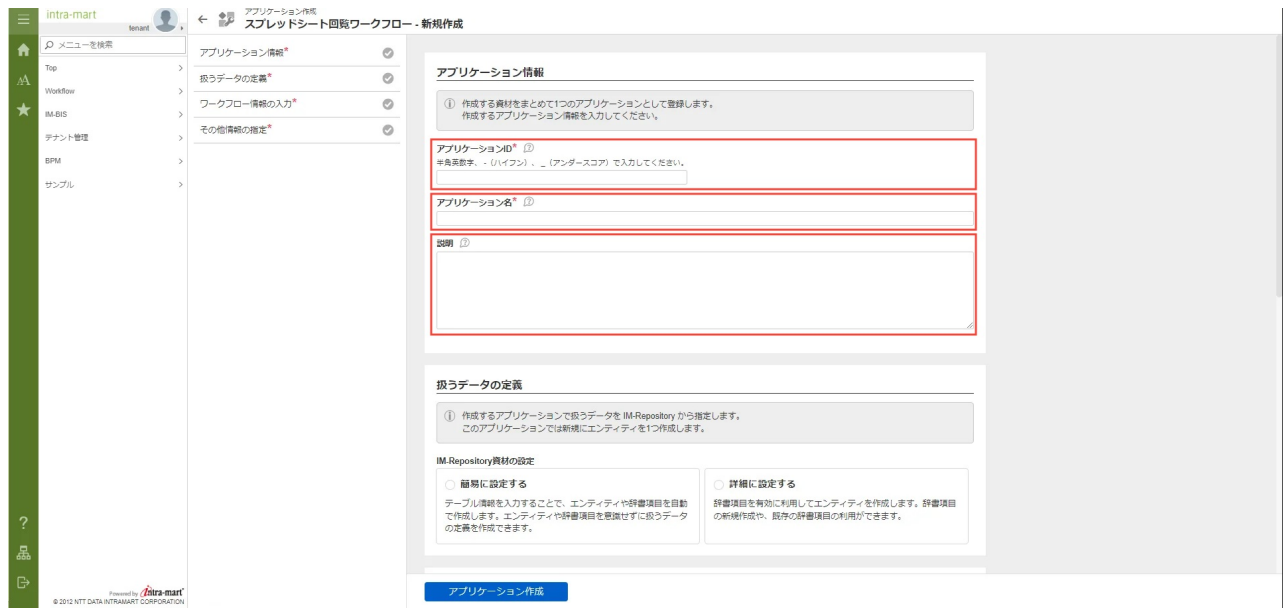 intra-mart
tenant
メニューを検索
Top
Workflow
IM-BIS
テナント管理
BPM
サンプル
Powered by intra-mart
© 2012 NTT DATA INTRAMART CORPORATION
アプリケーション作成
スプレッドシート回覧ワークフロー - 新規作成
アプリケーション情報*
扱うデータの定義*
ワークフロー情報の入力*
その他情報の指定*
アプリケーション情報
作成する資材をまとめて1つのアプリケーションとして登録します。
作成するアプリケーション情報を入力してください。
アプリケーションID*
半角英数字、 - (ハイフン) 、 _ (アンダースコア) で入力してください。
アプリケーション名*
説明
扱うデータの定義
作成するアプリケーションで扱うデータを IM-Repository から指定します。
このアプリケーションでは新規にエンティティを1つ作成します。
IM-Repository資材の設定
簡易に設定する
テーブル情報を入力することで、エンティティや辞書項目を自動
で作成します。エンティティや辞書項目を意識せずに扱うデータ
の定義を作成できます。
詳細に設定する
辞書項目を有効に利用してエンティティを作成します。辞書項目
の新規作成や、既存の辞書項目の利用ができます。
アプリケーション作成